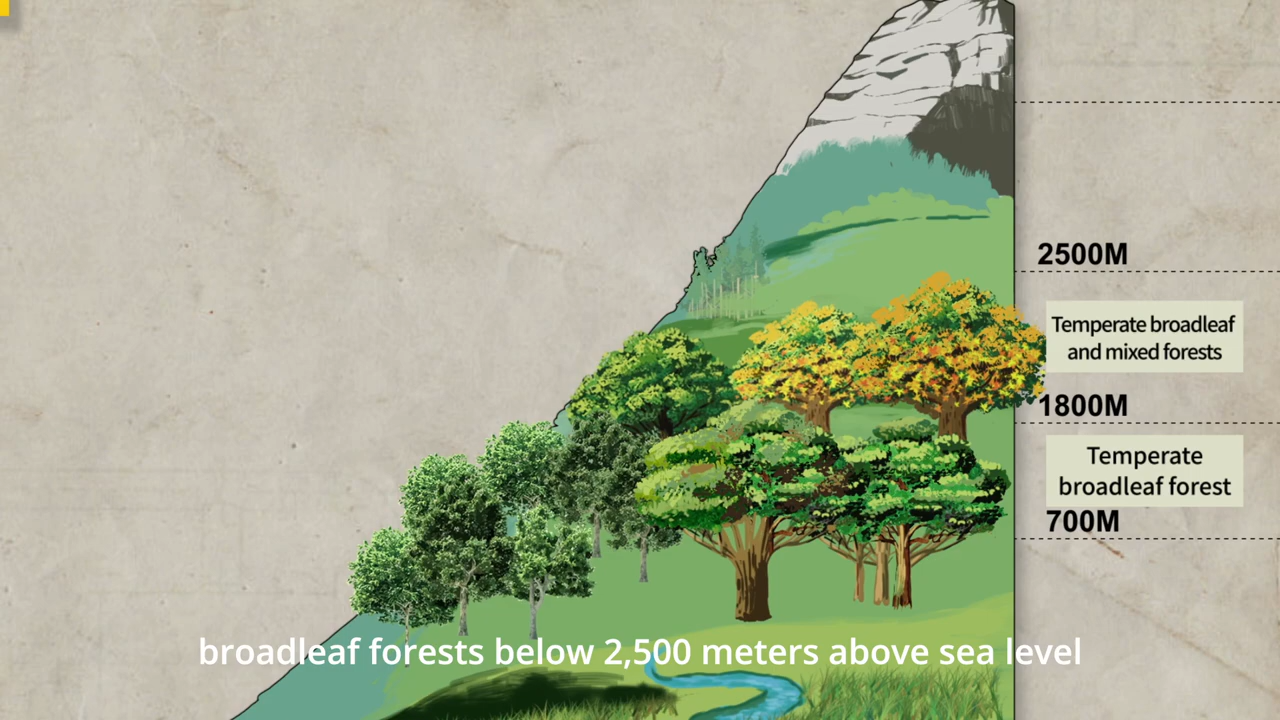 2500M
Temperate broadleaf
and mixed forests
1800M
Temperate
broadleaf forest
700M
broadleaf forests below 2,500 meters above sea level